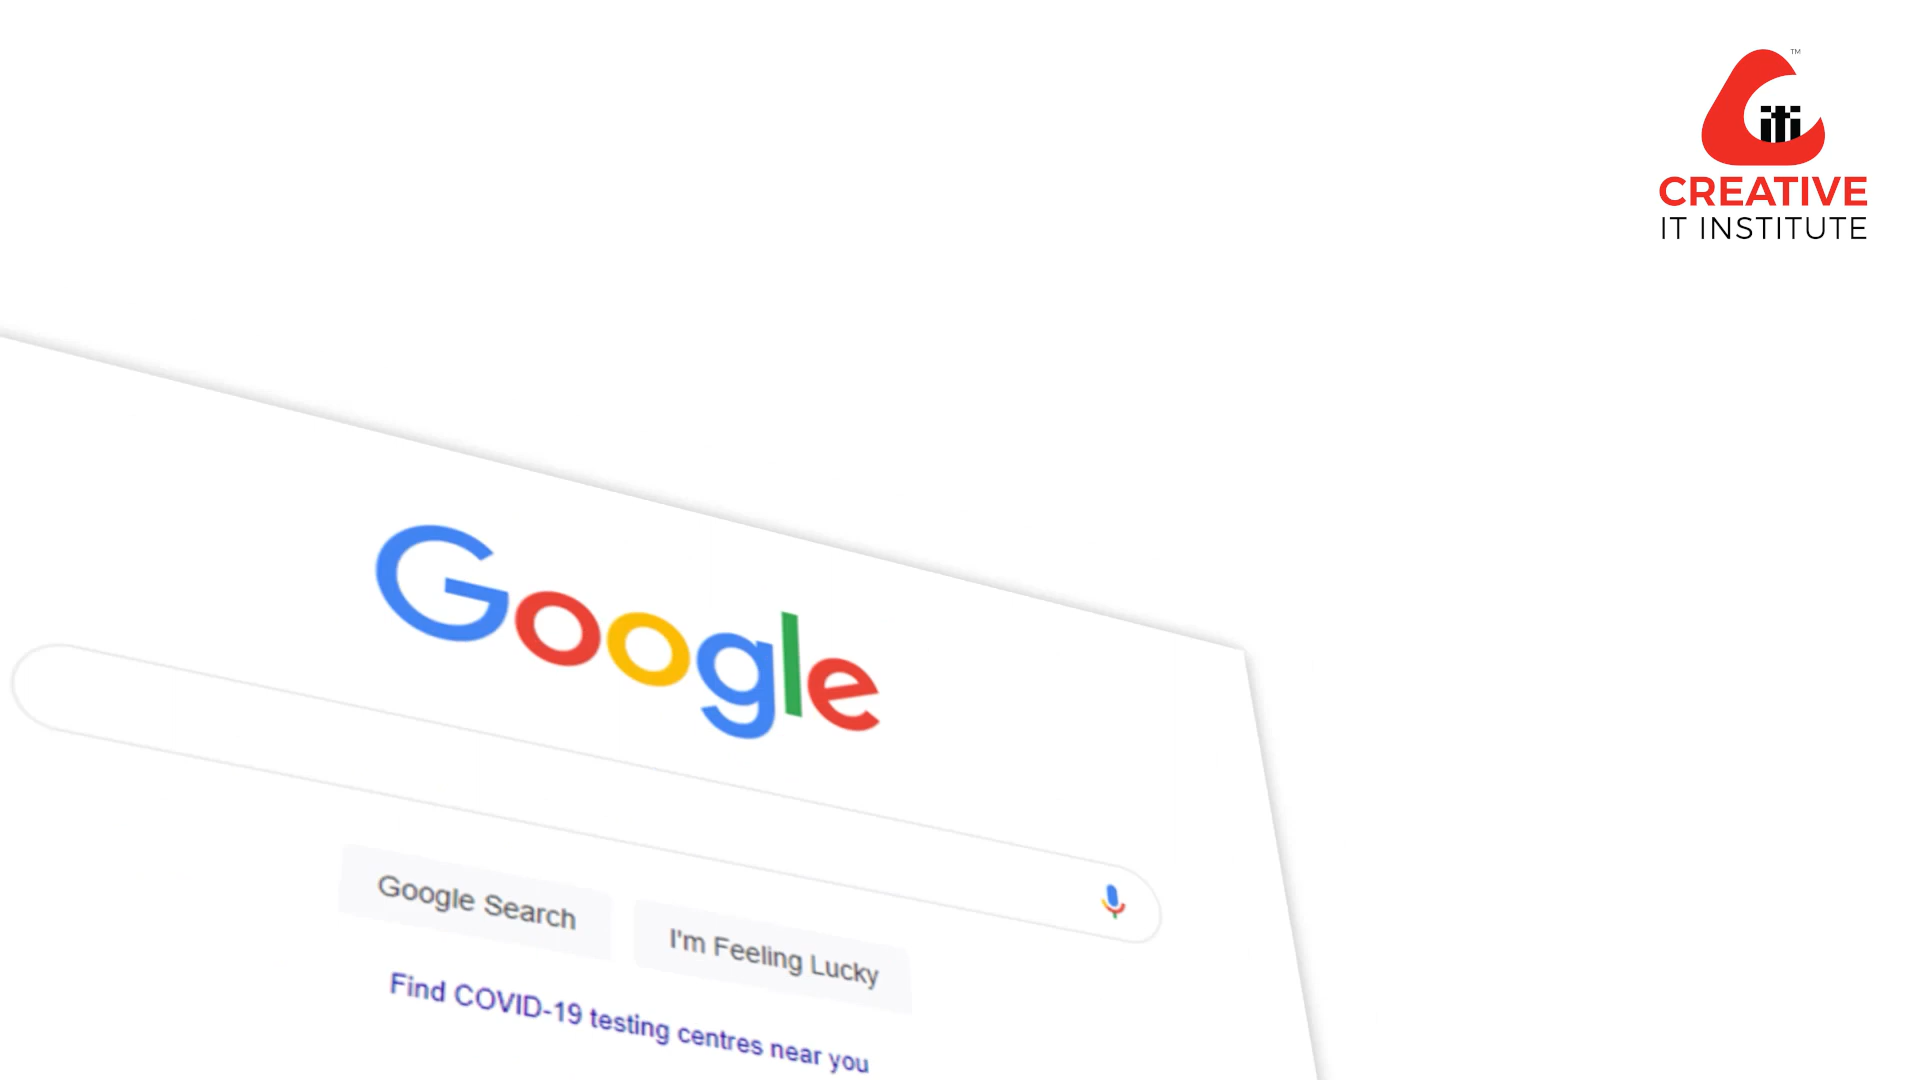 TM
iti
CREATIVE
IT INSTITUTE
Google
Google Search
I'm Feeling Lucky
Find COVID-19 testing centres near you